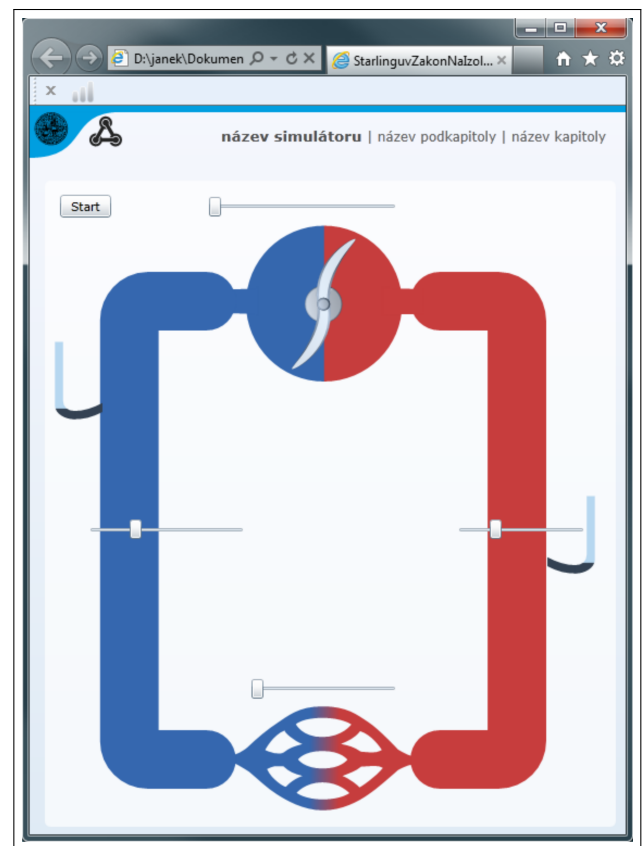 D:\janek\Dokumen
StarlinguvZakonNaIzol...
název simulátoru | název podkapitoly | název kapitoly
Start